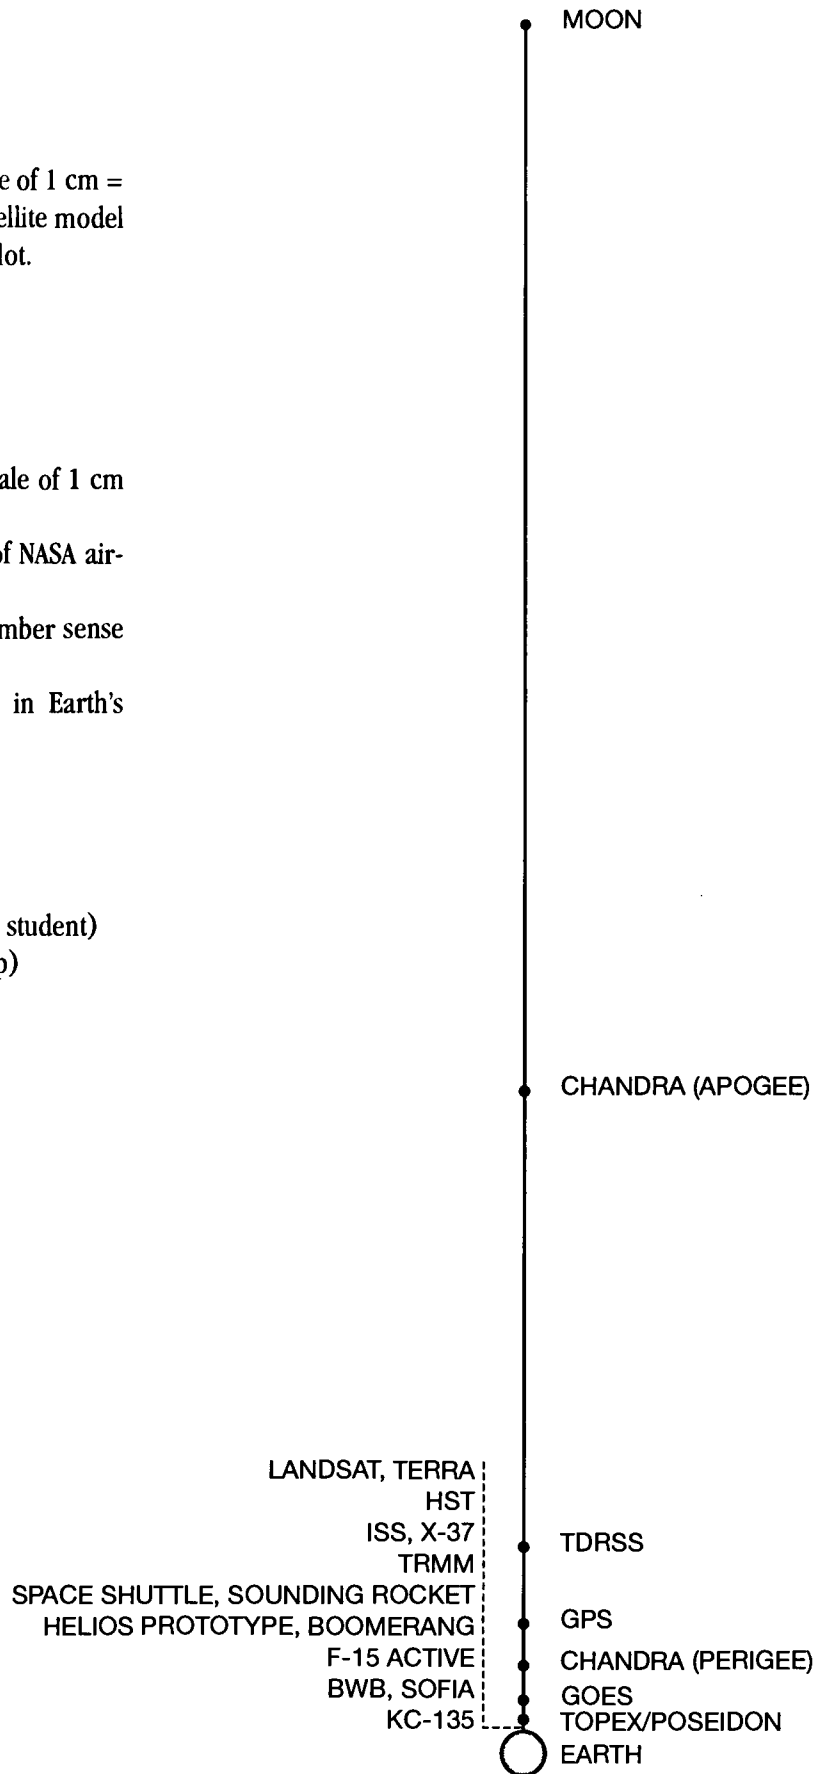 MOON
e of 1 cm =
ellite model
lot.
ale of 1 cm
of NASA air-
mber sense
in Earth's
student)
p)
CHANDRA (APOGEE)
LANDSAT, TERRA
HST
ISS, X-37
TRMM
SPACE SHUTTLE, SOUNDING ROCKET
HELIOS PROTOTYPE, BOOMERANG
F-15 ACTIVE
BWB, SOFIA
KC-135
TDRSS
GPS
CHANDRA (PERIGEE)
GOES
TOPEX/POSEIDON
EARTH